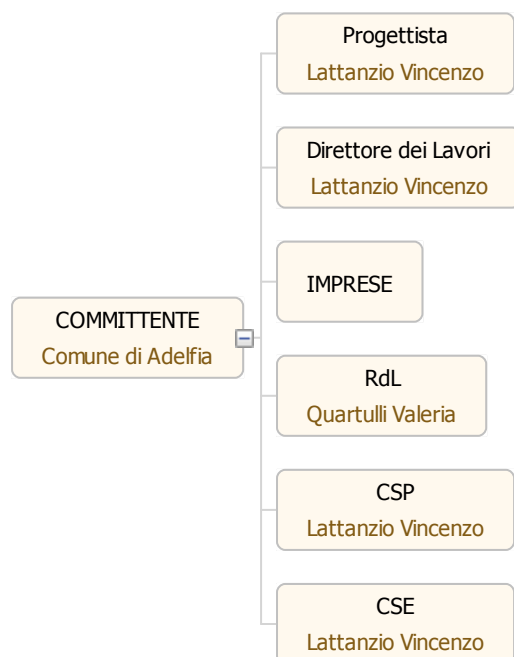 Progettista
Lattanzio Vincenzo
Direttore dei Lavori
Lattanzio Vincenzo
IMPRESE
COMMITTENTE
Comune di Adelfia
RdL
Quartulli Valeria
CSP
Lattanzio Vincenzo
CSE
Lattanzio Vincenzo